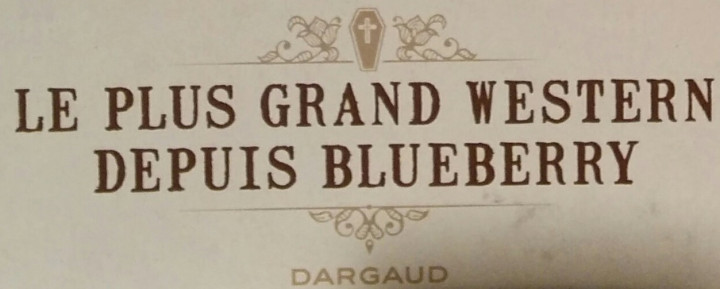 LE PLUS GRAND WESTERN
DEPUIS BLUEBERRY
DARGAUD